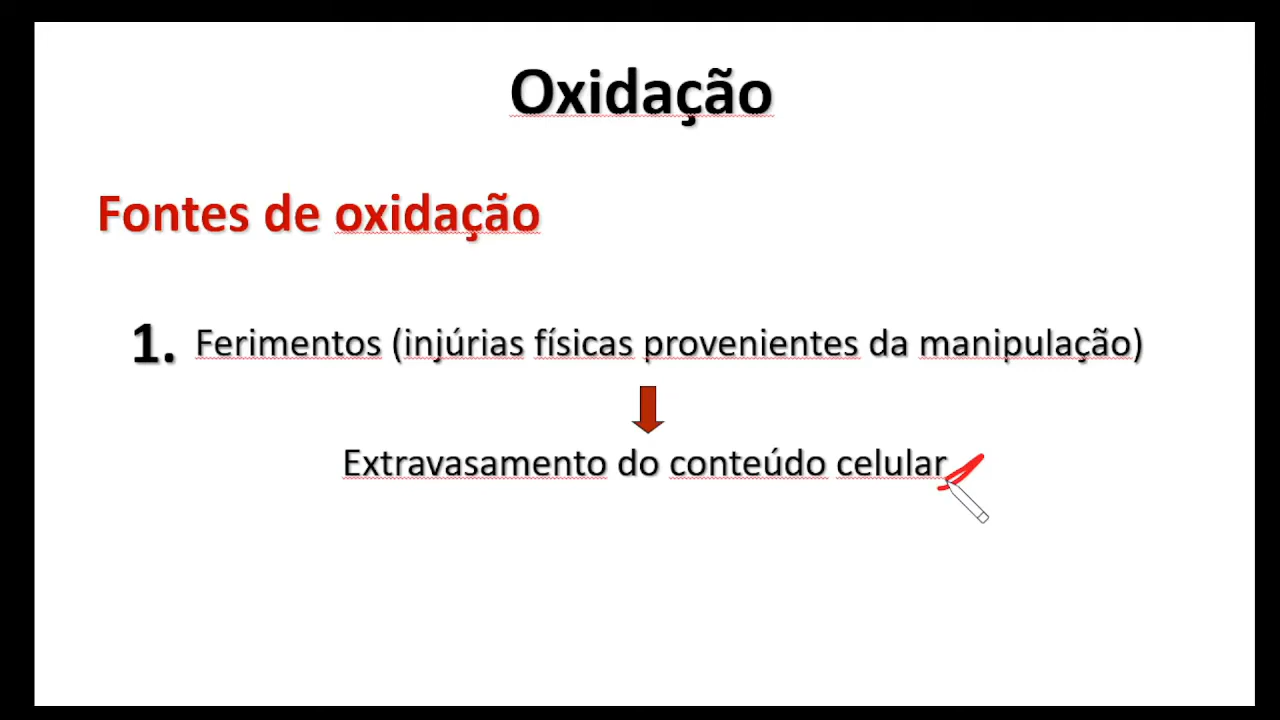 Oxidação
Fontes de oxidação
1. Ferimentos (injúrias físicas provenientes da manipulação)
Extravasamento do conteúdo celular